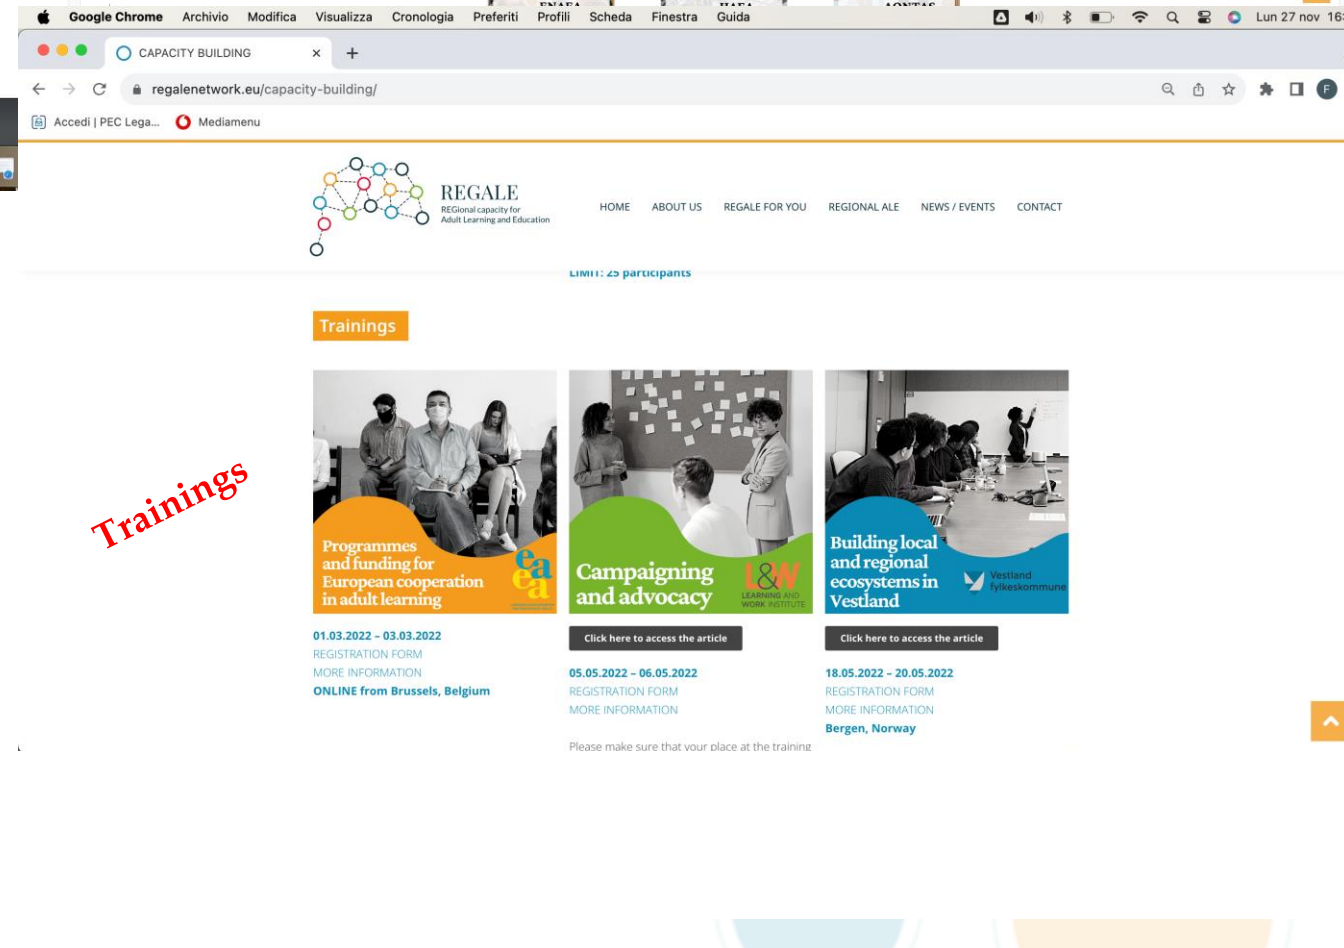 ENAEA HAEA AONTAS
Google Chrome Archivio Modifica Visualizza Cronologia Preferiti Profili Scheda Finestra Guida Lun 27 nov 16:
CAPACITY BUILDING
regalenetwork.eu/capacity-building/
F
Accedi | PEC Lega... Mediamenu
REGALE
REGional capacity for
Adult Learning and Education
HOME ABOUT US REGALE FOR YOU REGIONAL ALE NEWS / EVENTS CONTACT
LIMIT: 25 participants
Trainings
Trainings
Programmes
and funding for
European cooperation
in adult learning
ea
ea
Campaigning
and advocacy
L&W
LEARNING AND
WORK INSTITUTE
Building local
and regional
ecosystems in
Vestland
Vestland
fylkeskommune
01.03.2022 – 03.03.2022
REGISTRATION FORM
MORE INFORMATION
ONLINE from Brussels, Belgium
Click here to access the article
05.05.2022 – 06.05.2022
REGISTRATION FORM
MORE INFORMATION
Please make sure that your place at the training
Click here to access the article
18.05.2022 – 20.05.2022
REGISTRATION FORM
MORE INFORMATION
Bergen, Norway